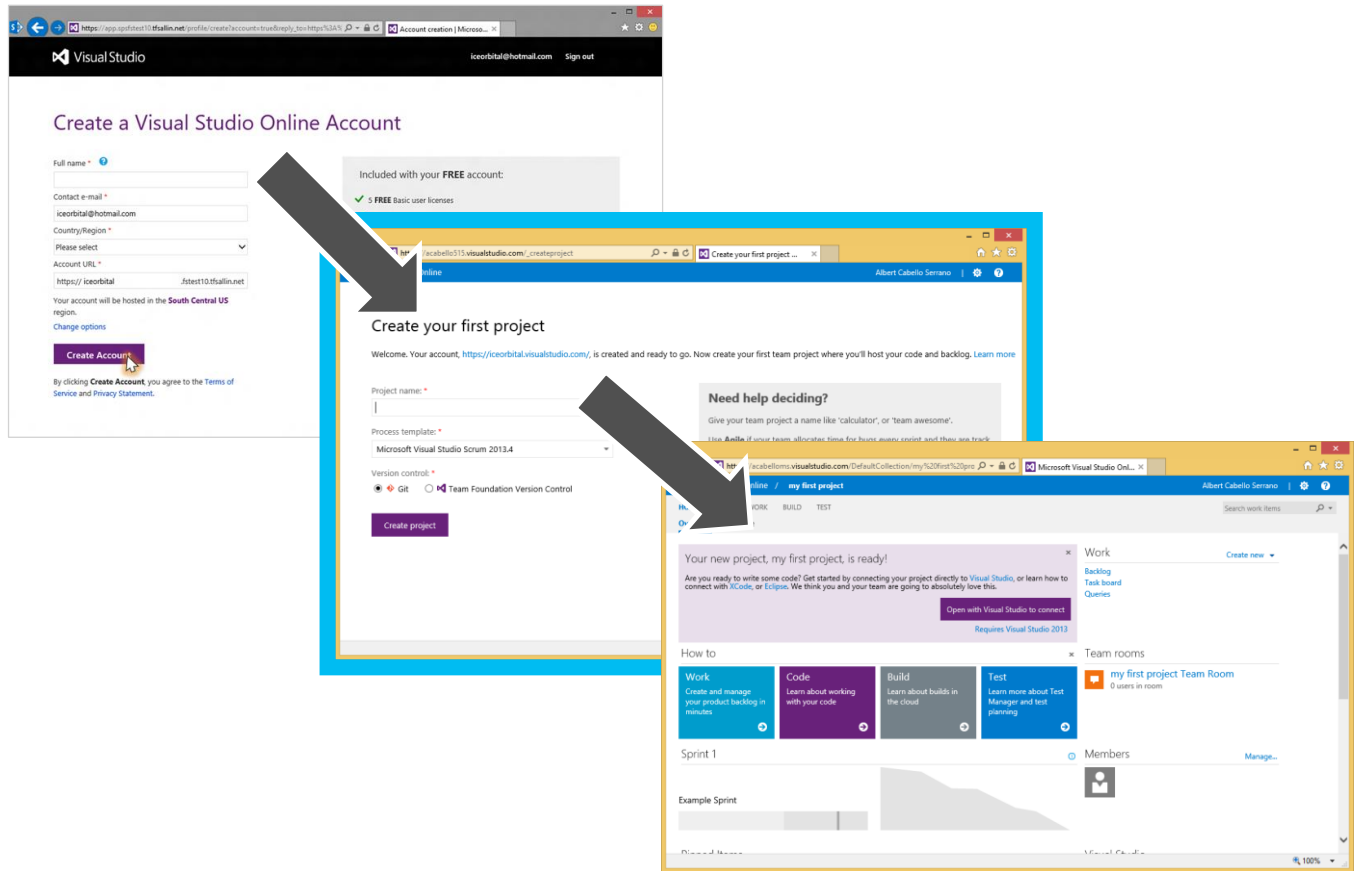 https://app.spsfstest10.tfsallin.net/profile/create?account=true&reply_to=https%3A%
Account creation | Microso...
Visual Studio
iceorbital@hotmail.com Sign out
Create a Visual Studio Online Account
Full name *
Contact e-mail *
iceorbital@hotmail.com
Country/Region *
Please select
Account URL *
https:// iceorbital .fstest10.tfsallin.net
Your account will be hosted in the South Central US
region.
Change options
Create Account
By clicking Create Account, you agree to the Terms of
Service and Privacy Statement.
Included with your FREE account:
5 FREE Basic user licenses
acabello515.visualstudio.com/_createproject
Create your first project ...
Albert Cabello Serrano |
Create your first project
Welcome. Your account, https://iceorbital.visualstudio.com/, is created and ready to go. Now create your first team project where you'll host your code and backlog. Learn more
Project name: *
Process template: *
Microsoft Visual Studio Scrum 2013.4
Version control: *
Git Team Foundation Version Control
Create project
Need help deciding?
Give your team project a name like 'calculator', or 'team awesome'.
Use Agile if your team allocates time for bugs every sprint and they are track
/acabelloms.visualstudio.com/DefaultCollection/my%20first%20pro
Microsoft Visual Studio Onl...
/ my first project
Albert Cabello Serrano |
BUILD TEST
Search work items
Your new project, my first project, is ready!
Are you ready to write some code? Get started by connecting your project directly to Visual Studio, or learn how to
connect with XCode, or Eclipse. We think you and your team are going to absolutely love this.
Open with Visual Studio to connect
Requires Visual Studio 2013
Work
Create new
Backlog
Task board
Queries
How to
Work
Create and manage
your product backlog in
minutes
Code
Learn about working
with your code
Build
Learn about builds in
the cloud
Test
Learn more about Test
Manager and test
planning
Team rooms
my first project Team Room
0 users in room
Sprint 1
Example Sprint
Members
Manage...
100%